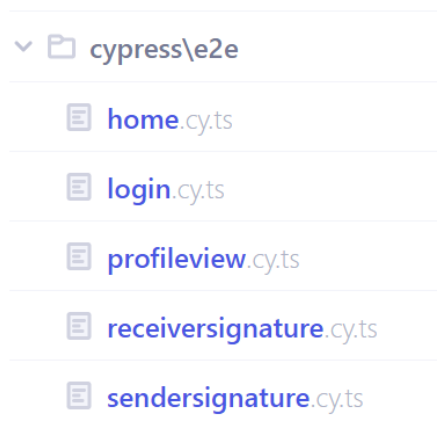 cypress\e2e
home.cy.ts
login.cy.ts
profileview.cy.ts
receiversignature.cy.ts
sendersignature.cy.ts